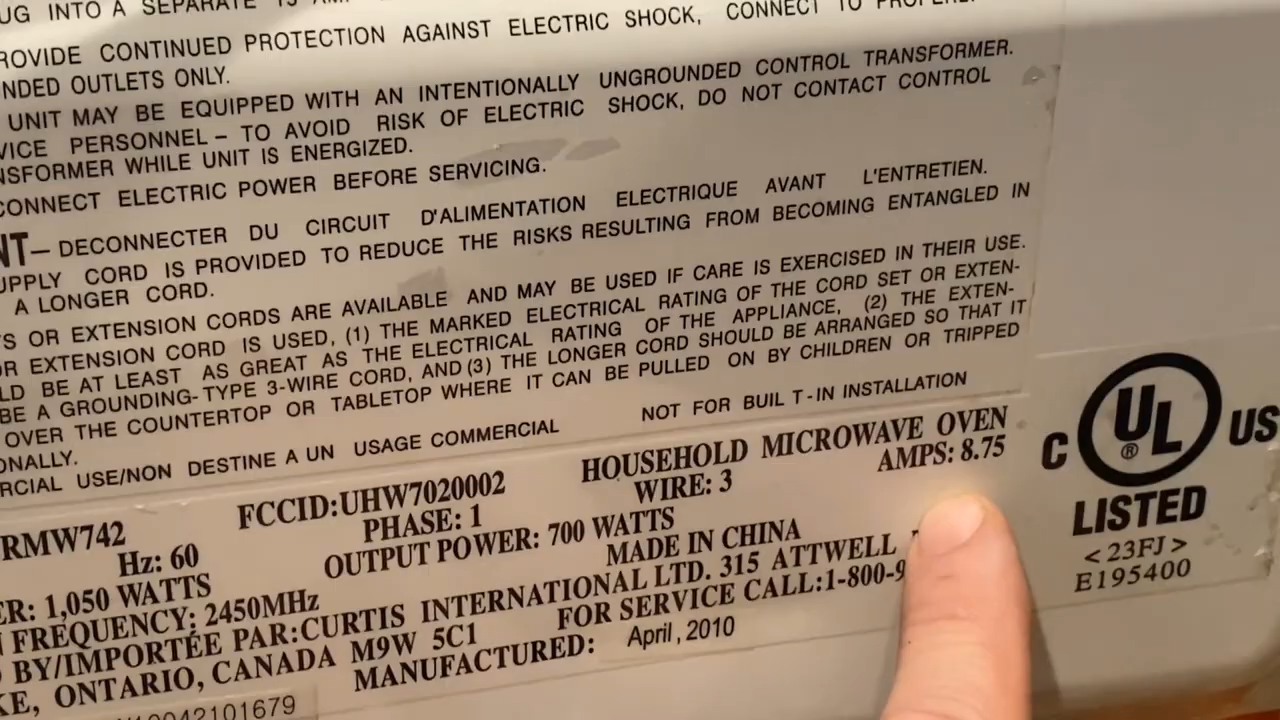 UG INTO A SEPARATE 15
ROVIDE CONTINUED PROTECTION AGAINST ELECTRIC SHOCK, CONNECT TO
NDED OUTLETS ONLY.
UNIT MAY BE EQUIPPED WITH AN INTENTIONALLY UNGROUNDED CONTROL TRANSFORMER.
VICE PERSONNEL – TO AVOID RISK OF ELECTRIC SHOCK, DO NOT CONTACT CONTROL
NSFORMER WHILE UNIT IS ENERGIZED.
CONNECT ELECTRIC POWER BEFORE SERVICING.
NT– DECONNECTER DU CIRCUIT D'ALIMENTATION ELECTRIQUE AVANT L'ENTRETIEN.
UPPLY CORD IS PROVIDED TO REDUCE THE RISKS RESULTING FROM BECOMING ENTANGLED IN
A LONGER CORD.
S OR EXTENSION CORDS ARE AVAILABLE AND MAY BE USED IF CARE IS EXERCISED IN THEIR USE.
OR EXTENSION CORD IS USED, (1) THE MARKED ELECTRICAL RATING OF THE CORD SET OR EXTEN-
LD BE AT LEAST AS GREAT AS THE ELECTRICAL RATING OF THE APPLIANCE, (2) THE EXTEN-
BE A GROUNDING-TYPE 3-WIRE CORD, AND (3) THE LONGER CORD SHOULD BE ARRANGED SO THAT IT
OVER THE COUNTERTOP OR TABLETOP WHERE IT CAN BE PULLED ON BY CHILDREN OR TRIPPED
ONALLY.
RCIAL USE/NON DESTINE A UN USAGE COMMERCIAL NOT FOR BUIL T-IN INSTALLATION
RMW742 FCCID:UHW7020002 HOUSEHOLD MICROWAVE OVEN
Hz: 60 PHASE: 1 WIRE: 3 AMPS: 8.75
ER: 1,050 WATTS OUTPUT POWER: 700 WATTS
N FREQUENCY: 2450MHz MADE IN CHINA
BY/IMPORTÉE PAR:CURTIS INTERNATIONAL LTD. 315 ATTWELL
KE, ONTARIO, CANADA M9W 5C1 FOR SERVICE CALL:1-800-9
MANUFACTURED: April, 2010
10042101679
C UL ® US
LISTED
<23FJ>
E195400